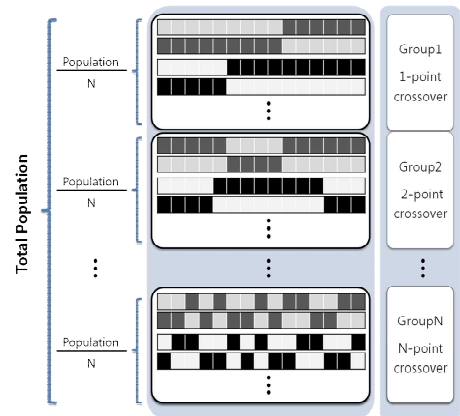 Total Population
Population
N
Group1
1-point
crossover
Population
N
Group2
2-point
crossover
Population
N
GroupN
N-point
crossover